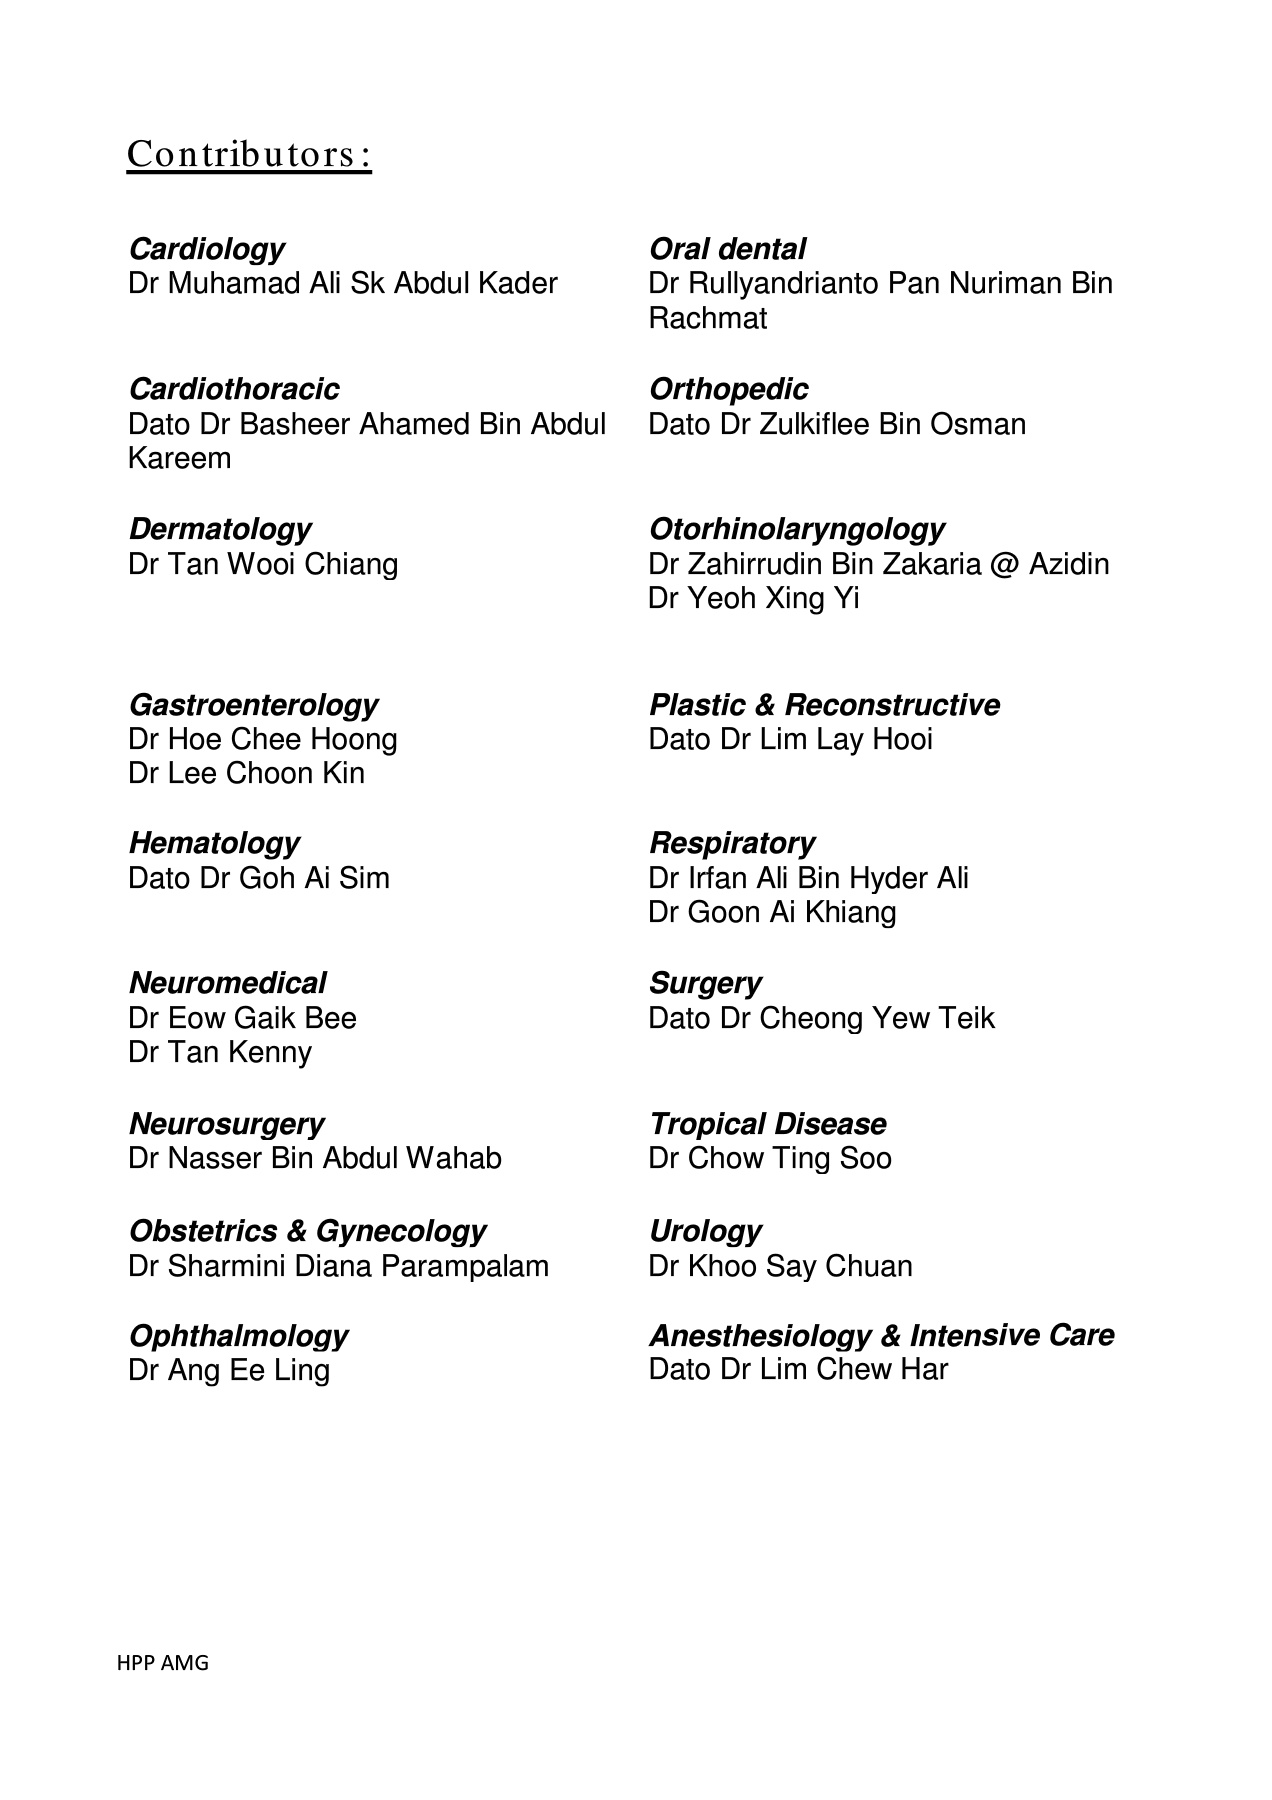 Contributors:
Cardiology
Dr Muhamad Ali Sk Abdul Kader
Cardiothoracic
Dato Dr Basheer Ahamed Bin Abdul
Kareem
Dermatology
Dr Tan Wooi Chiang
Gastroenterology
Dr Hoe Chee Hoong
Dr Lee Choon Kin
Hematology
Dato Dr Goh Ai Sim
Neuromedical
Dr Eow Gaik Bee
Dr Tan Kenny
Neurosurgery
Dr Nasser Bin Abdul Wahab
Obstetrics & Gynecology
Dr Sharmini Diana Parampalam
Ophthalmology
Dr Ang Ee Ling
Oral dental
Dr Rullyandrianto Pan Nuriman Bin
Rachmat
Orthopedic
Dato Dr Zulkiflee Bin Osman
Otorhinolaryngology
Dr Zahirrudin Bin Zakaria @ Azidin
Dr Yeoh Xing Yi
Plastic & Reconstructive
Dato Dr Lim Lay Hooi
Respiratory
Dr Irfan Ali Bin Hyder Ali
Dr Goon Ai Khiang
Surgery
Dato Dr Cheong Yew Teik
Tropical Disease
Dr Chow Ting Soo
Urology
Dr Khoo Say Chuan
Anesthesiology & Intensive Care
Dato Dr Lim Chew Har
HPP AMG